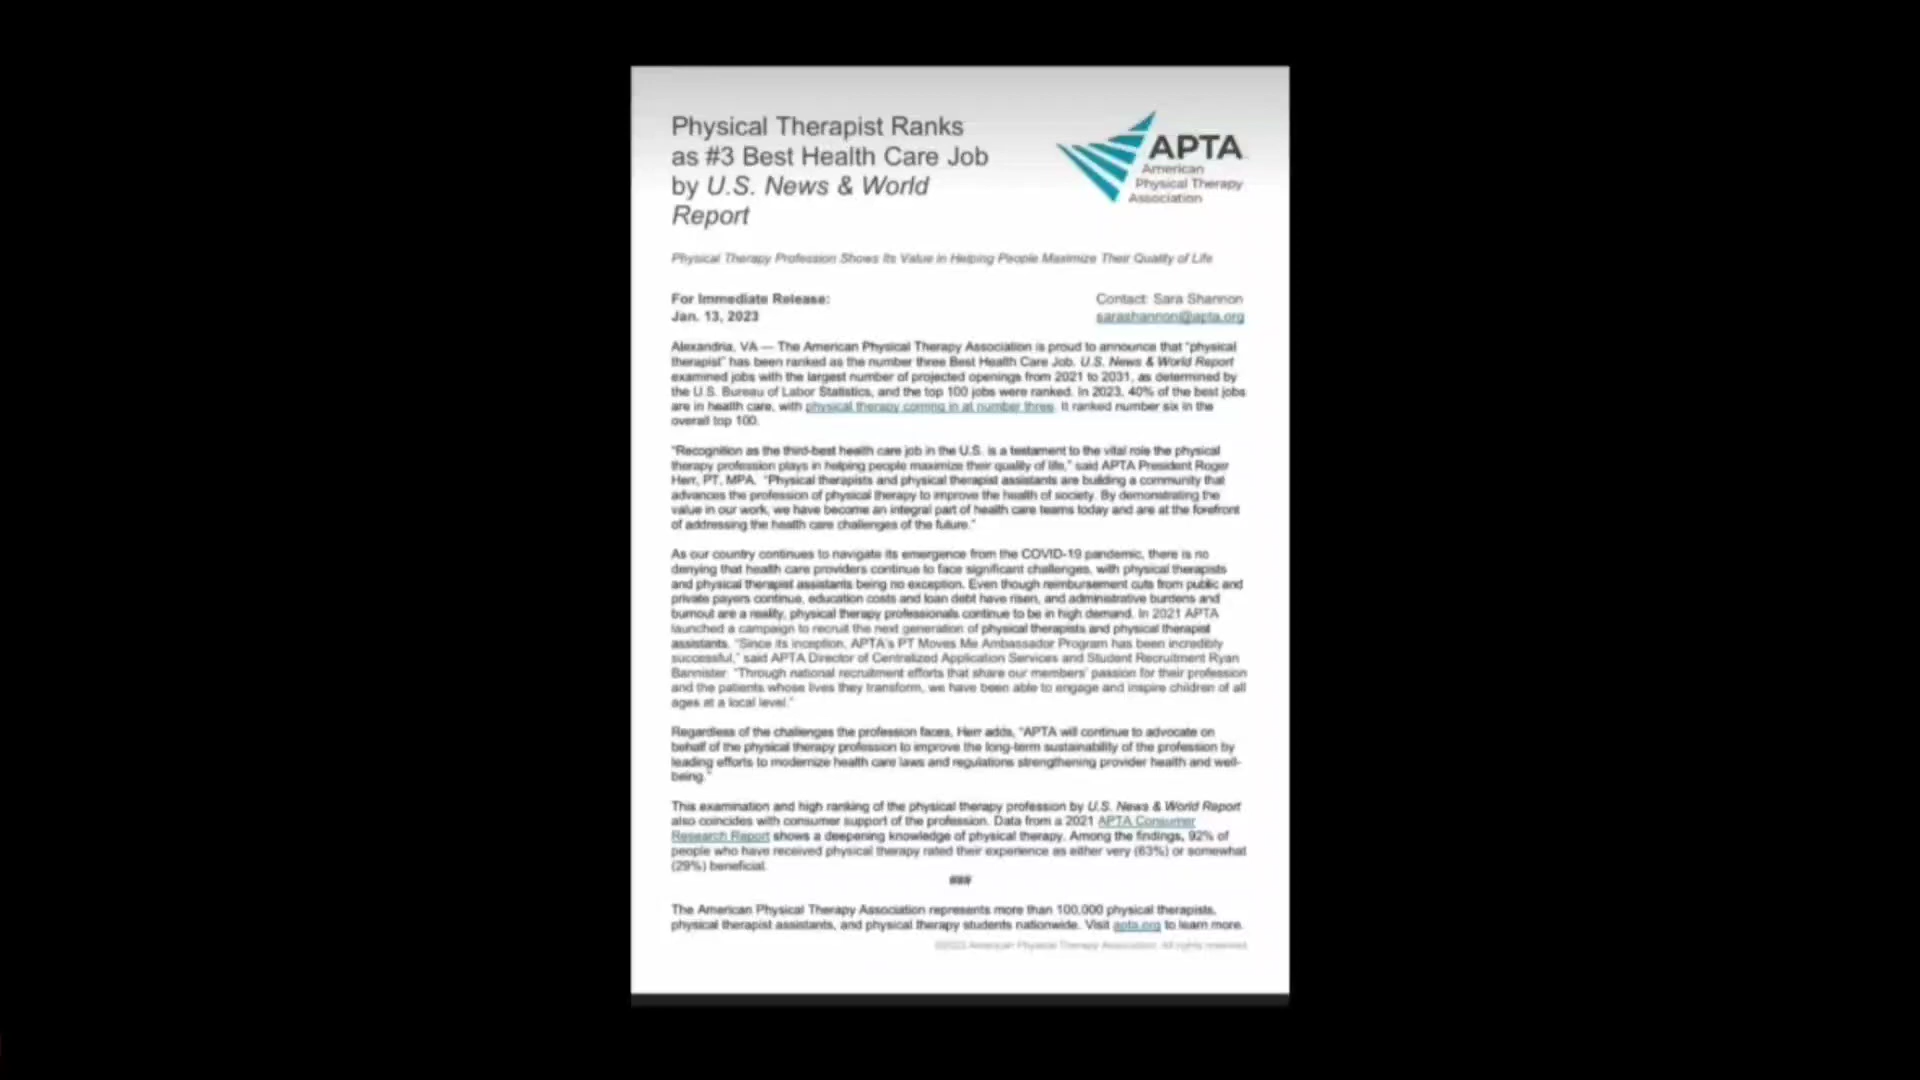 Physical Therapist Ranks
as #3 Best Health Care Job
by U.S. News & World
Report
APTA
American
Physical Therapy
Association
Physical Therapy Profession Shows Its Value in Helping People Maximize Their Quality of Life
For Immediate Release:
Jan. 13, 2023
Contact: Sara Shannon
sarashannon@apta.org
Alexandria, VA — The American Physical Therapy Association is proud to announce that “physical
therapist” has been ranked as the number three Best Health Care Job. U.S. News & World Report
examined jobs with the largest number of projected openings from 2021 to 2031, as determined by
the U.S. Bureau of Labor Statistics, and the top 100 jobs were ranked. In 2023, 40% of the best jobs
are in health care, with physical therapy coming in at number three. It ranked number six in the
overall top 100.
“Recognition as the third-best health care job in the U.S. is a testament to the vital role the physical
therapy profession plays in helping people maximize their quality of life,” said APTA President Roger
Herr, PT, MPA. “Physical therapists and physical therapist assistants are building a community that
advances the profession of physical therapy to improve the health of society. By demonstrating the
value in our work, we have become an integral part of health care teams today and are at the forefront
of addressing the health care challenges of the future.”
As our country continues to navigate its emergence from the COVID-19 pandemic, there is no
denying that health care providers continue to face significant challenges, with physical therapists
and physical therapist assistants being no exception. Even though reimbursement cuts from public and
private payers continue, education costs and loan debt have risen, and administrative burdens and
burnout are a reality, physical therapy professionals continue to be in high demand. In 2021 APTA
launched a campaign to recruit the next generation of physical therapists and physical therapist
assistants. “Since its inception, APTA’s PT Moves Me Ambassador Program has been incredibly
successful,” said APTA Director of Centralized Application Services and Student Recruitment Ryan
Bannister. “Through national recruitment efforts that share our members’ passion for their profession
and the patients whose lives they transform, we have been able to engage and inspire children of all
ages at a local level.”
Regardless of the challenges the profession faces, Herr adds, “APTA will continue to advocate on
behalf of the physical therapy profession to improve the long-term sustainability of the profession by
leading efforts to modernize health care laws and regulations strengthening provider health and well-
being.”
This examination and high ranking of the physical therapy profession by U.S. News & World Report
also coincides with consumer support of the profession. Data from a 2021 APTA Consumer
Research Report shows a deepening knowledge of physical therapy. Among the findings, 92% of
people who have received physical therapy rated their experience as either very (63%) or somewhat
(29%) beneficial.
###
The American Physical Therapy Association represents more than 100,000 physical therapists,
physical therapist assistants, and physical therapy students nationwide. Visit apta.org to learn more.
©2023 American Physical Therapy Association. All rights reserved.